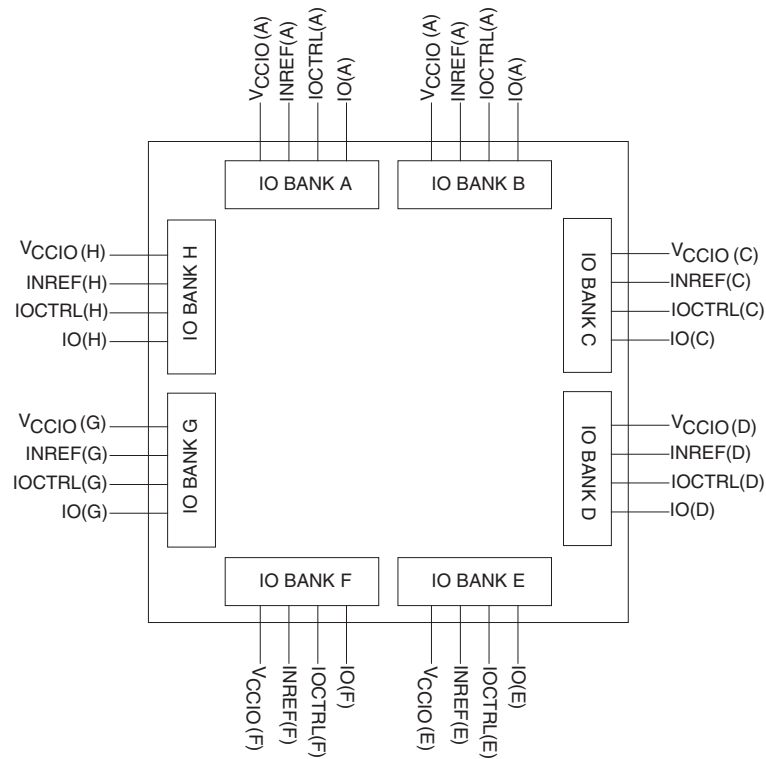 VCCIO(A)
INREF(A)
IOCTRL(A)
IO(A)
VCCIO(A)
INREF(A)
IOCTRL(A)
IO(A)
IO BANK A
IO BANK B
VCCIO(H)
INREF(H)
IOCTRL(H)
IO(H)
IO BANK H
IO BANK C
VCCIO(C)
INREF(C)
IOCTRL(C)
IO(C)
VCCIO(G)
INREF(G)
IOCTRL(G)
IO(G)
IO BANK G
IO BANK D
VCCIO(D)
INREF(D)
IOCTRL(D)
IO(D)
IO BANK F
IO BANK E
VCCIO(F)
INREF(F)
IOCTRL(F)
IO(F)
VCCIO(E)
INREF(E)
IOCTRL(E)
IO(E)